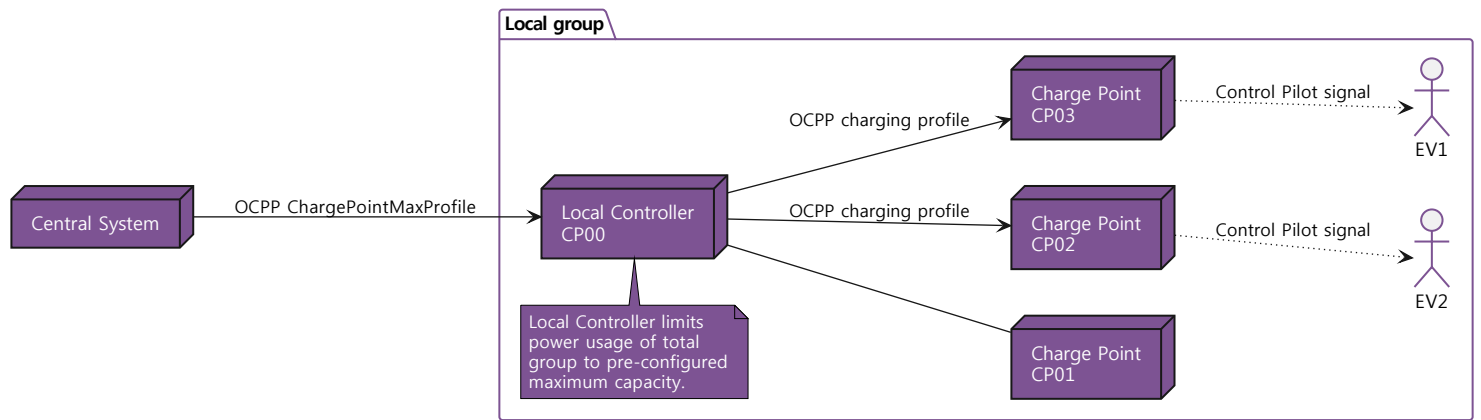 Local group
Central System
OCPP ChargePointMaxProfile
Local Controller
CP00
Local Controller limits
power usage of total
group to pre-configured
maximum capacity.
OCPP charging profile
Charge Point
CP03
Control Pilot signal
EV1
OCPP charging profile
Charge Point
CP02
Control Pilot signal
EV2
Charge Point
CP01